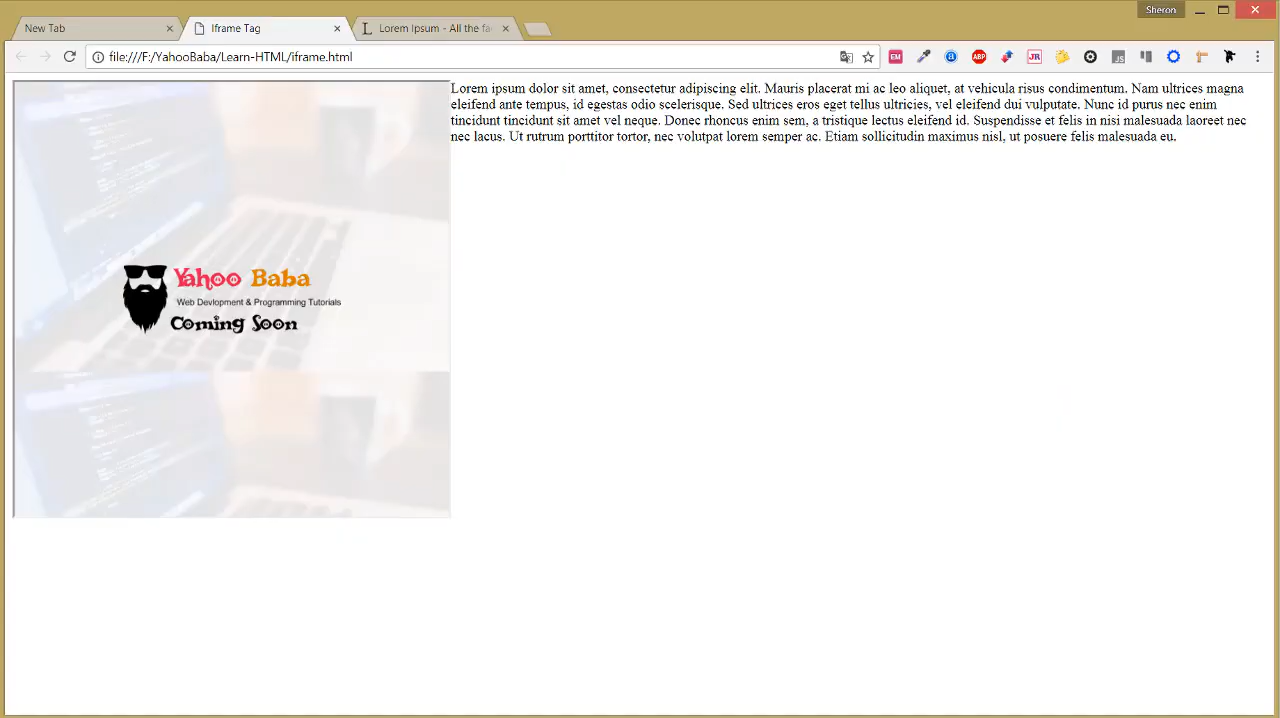 Sheron
New Tab
Iframe Tag
Lorem Ipsum - All the fa
file:///F:/YahooBaba/Learn-HTML/iframe.html
EM
ABP
JR
JS
Lorem ipsum dolor sit amet, consectetur adipiscing elit. Mauris placerat mi ac leo aliquet, at vehicula risus condimentum. Nam ultrices magna
eleifend ante tempus, id egestas odio scelerisque. Sed ultrices eros eget tellus ultricies, vel eleifend dui vulputate. Nunc id purus nec enim
tincidunt tincidunt sit amet vel neque. Donec rhoncus enim sem, a tristique lectus eleifend id. Suspendisse et felis in nisi malesuada laoreet nec
nec lacus. Ut rutrum porttitor tortor, nec volutpat lorem semper ac. Etiam sollicitudin maximus nisl, ut posuere felis malesuada eu.
Yahoo Baba
Web Devlopment & Programming Tutorials
Coming Soon